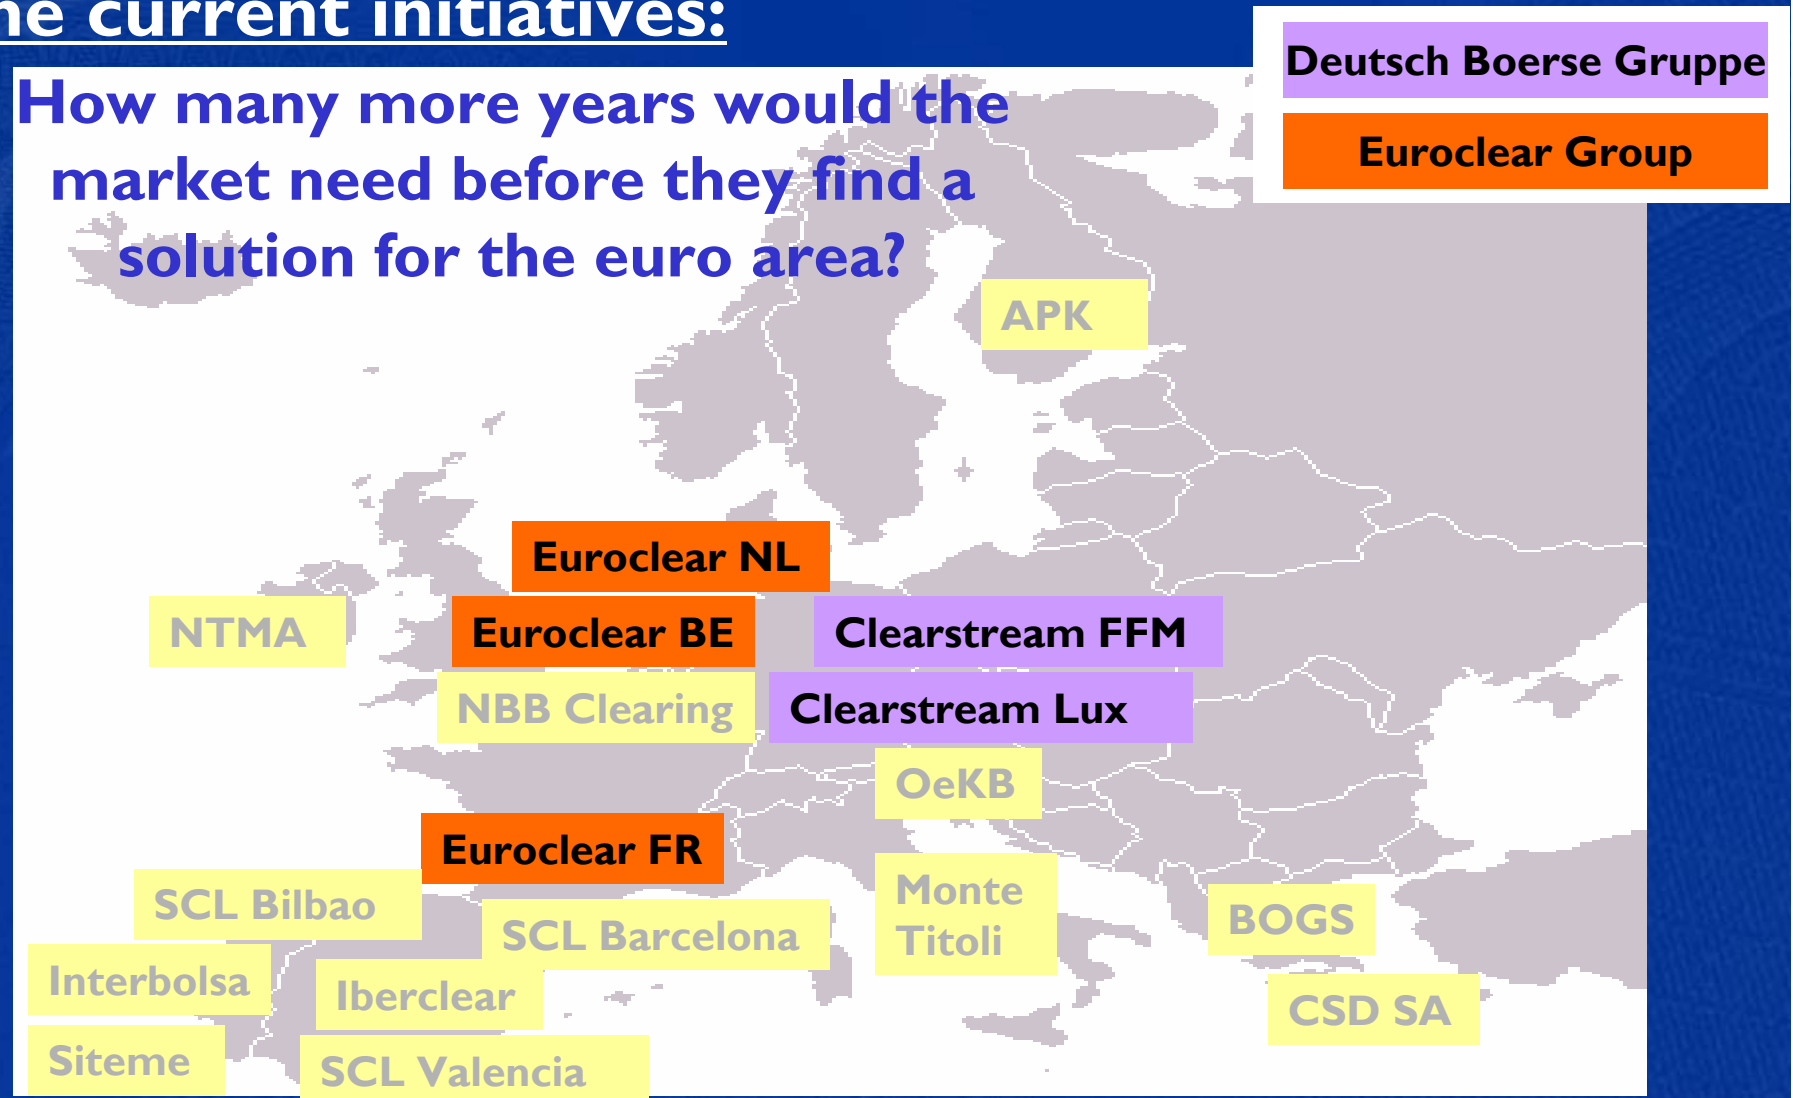 ne current initiatives:
Deutsch Boerse Gruppe
Euroclear Group
How many more years would the
market need before they find a
solution for the euro area?
APK
Euroclear NL
NTMA
Euroclear BE
Clearstream FFM
NBB Clearing
Clearstream Lux
OeKB
Euroclear FR
SCL Bilbao
SCL Barcelona
Monte
Titoli
BOGS
Interbolsa
Iberclear
CSD SA
Siteme
SCL Valencia